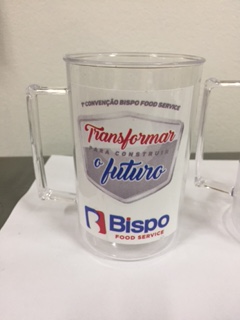 1ª CONVENÇÃO BISPO FOOD SERVICE
Transformar
PARA CONSTRUIR
o futuro
Bispo
FOOD SERVICE